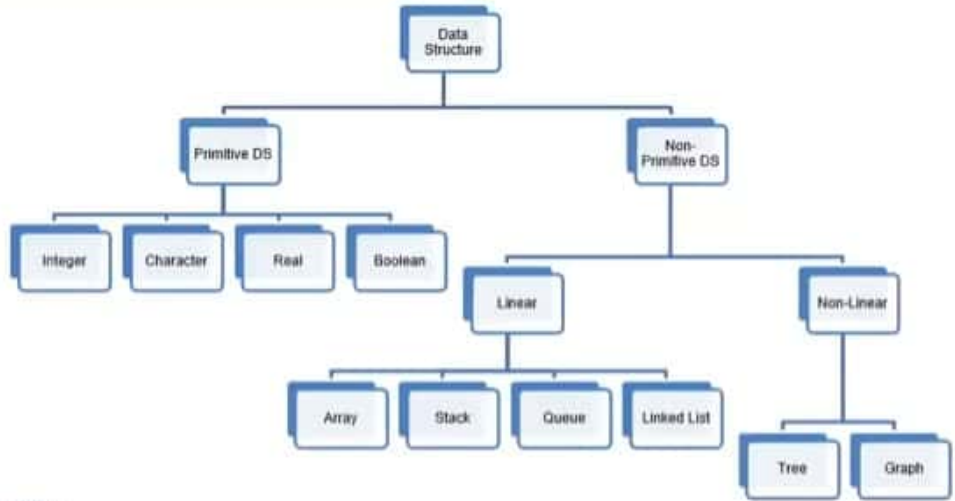 Data
Structure
Primitive DS
Non-
Primitive DS
Integer
Character
Real
Boolean
Linear
Non-Linear
Array
Stack
Queue
Linked List
Tree
Graph